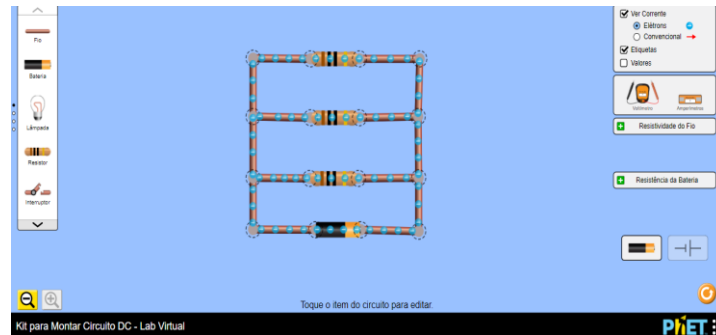 Fio
Bateria
Lâmpada
Resistor
Interruptor
Ver Corrente
Elétrons
Convencional
Etiquetas
Valores
Voltímetro
Amperímetro
Resistividade do Fio
Resistência da Bateria
Toque o item do circuito para editar.
Kit para Montar Circuito DC - Lab Virtual
PhET